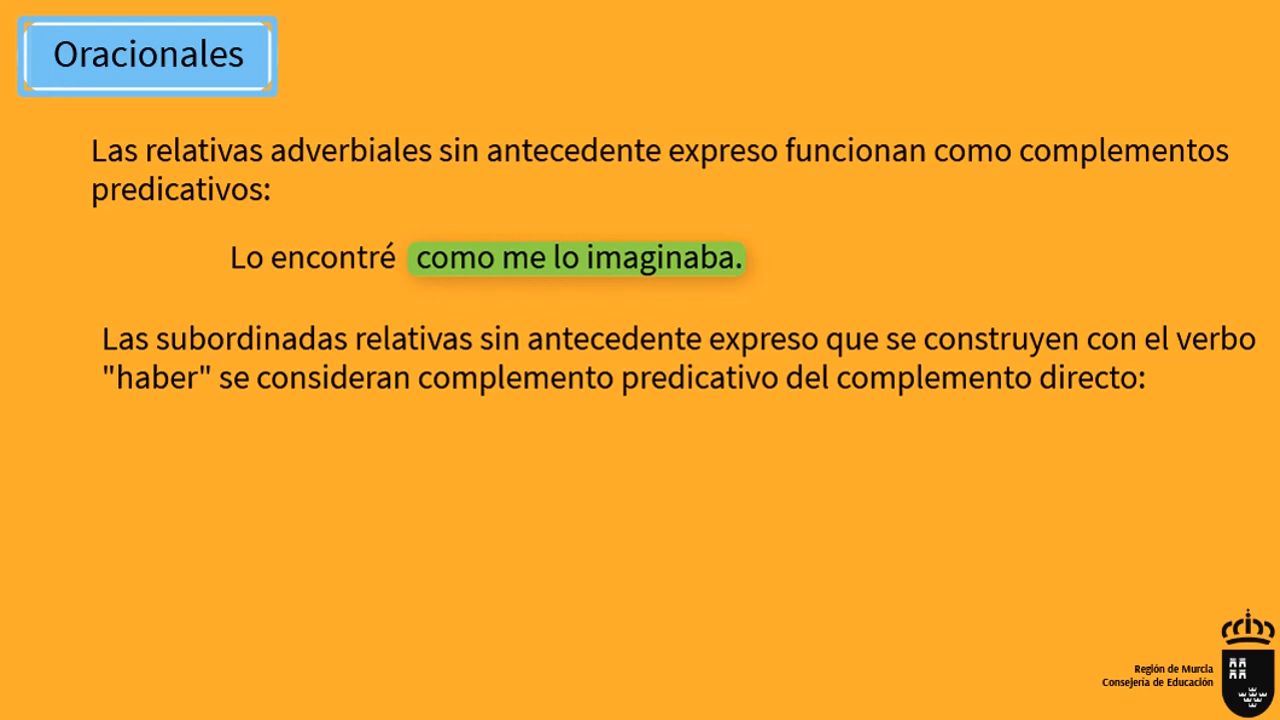 Oracionales
Las relativas adverbiales sin antecedente expreso funcionan como complementos
predicativos:
Lo encontré como me lo imaginaba.
Las subordinadas relativas sin antecedente expreso que se construyen con el verbo
"haber" se consideran complemento predicativo del complemento directo:
Región de Murcia
Consejería de Educación